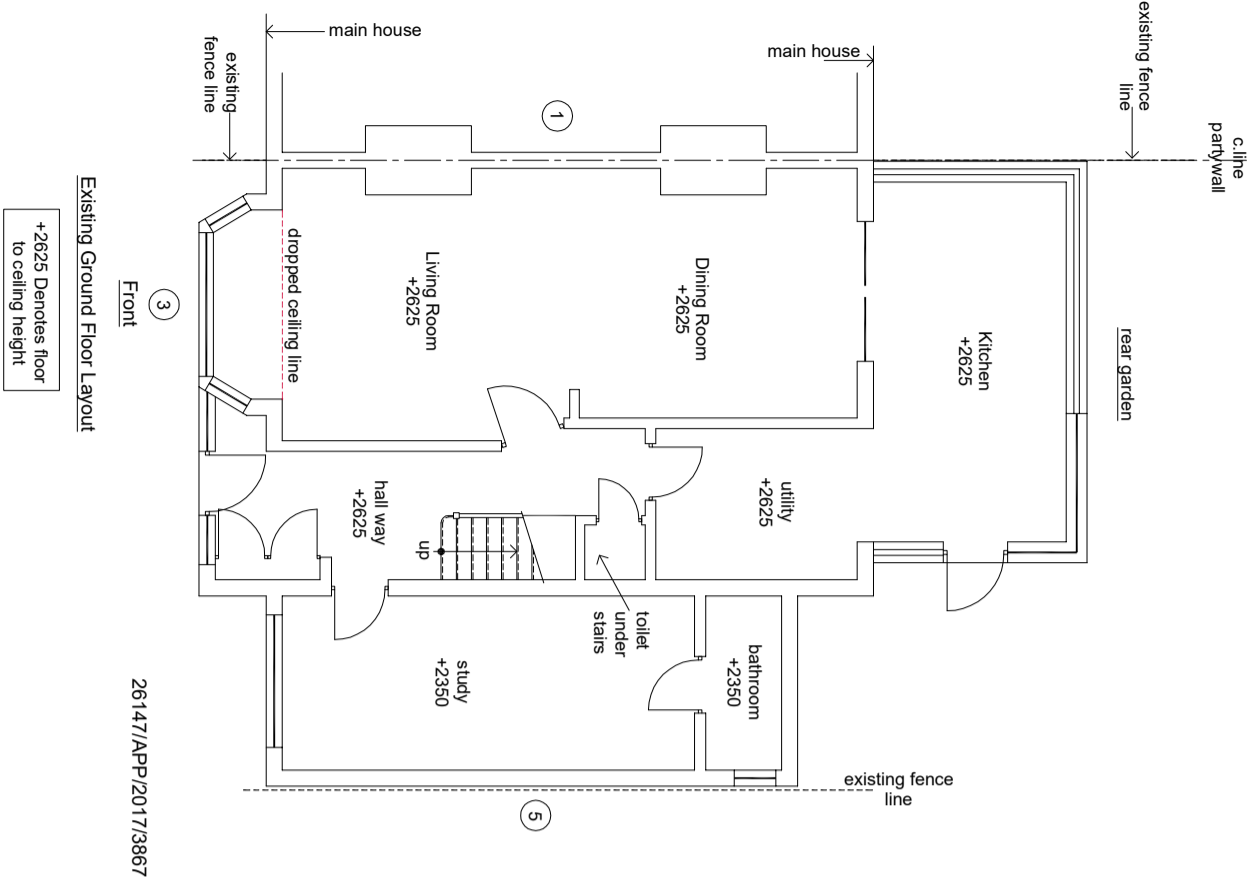 main house
main house
existing fence
line
c.line
partywall
existing
fence line
1
rear garden
Kitchen
+2625
Dining Room
+2625
Living Room
+2625
dropped ceiling line
utility
+2625
hall way
+2625
up
toilet
under
stairs
bathroom
+2350
study
+2350
existing fence
line
5
3
Front
Existing Ground Floor Layout
+2625 Denotes floor
to ceiling height
26147/APP/2017/3867